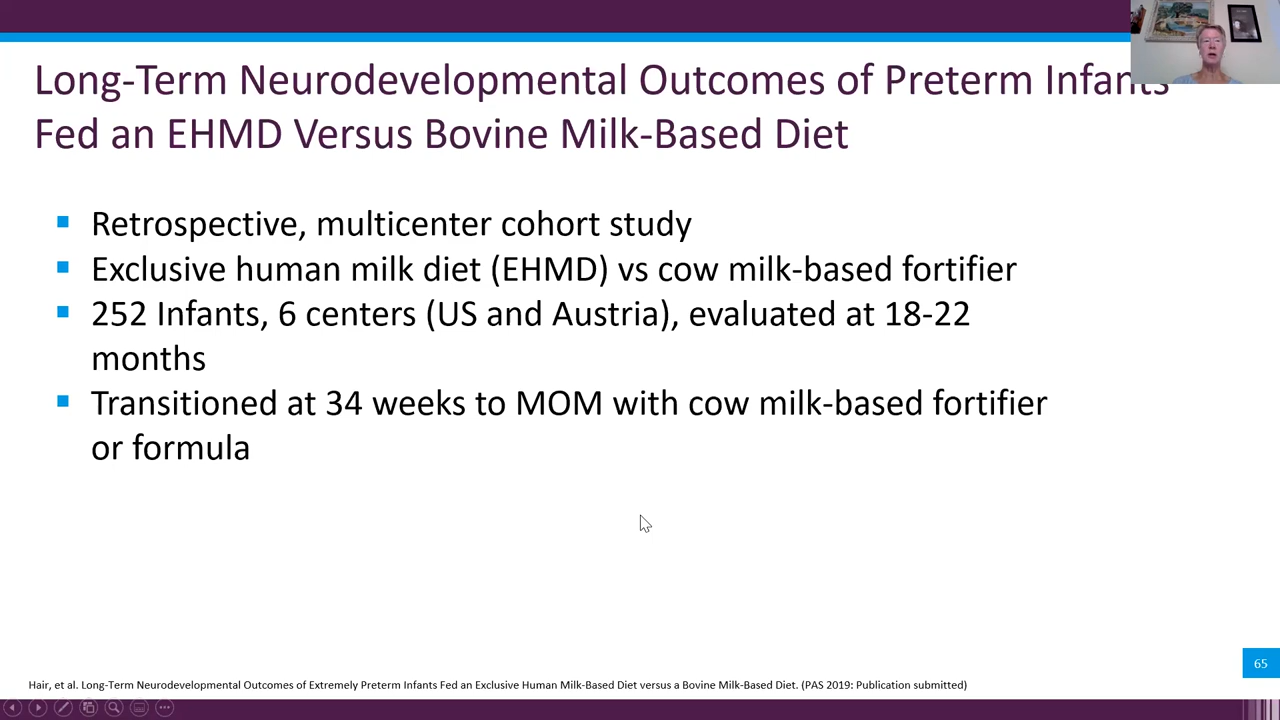 Long-Term Neurodevelopmental Outcomes of Preterm Infants
Fed an EHMD Versus Bovine Milk-Based Diet
Retrospective, multicenter cohort study
Exclusive human milk diet (EHMD) vs cow milk-based fortifier
252 Infants, 6 centers (US and Austria), evaluated at 18-22
months
Transitioned at 34 weeks to MOM with cow milk-based fortifier
or formula
65
Hair, et al. Long-Term Neurodevelopmental Outcomes of Extremely Preterm Infants Fed an Exclusive Human Milk-Based Diet versus a Bovine Milk-Based Diet. (PAS 2019: Publication submitted)